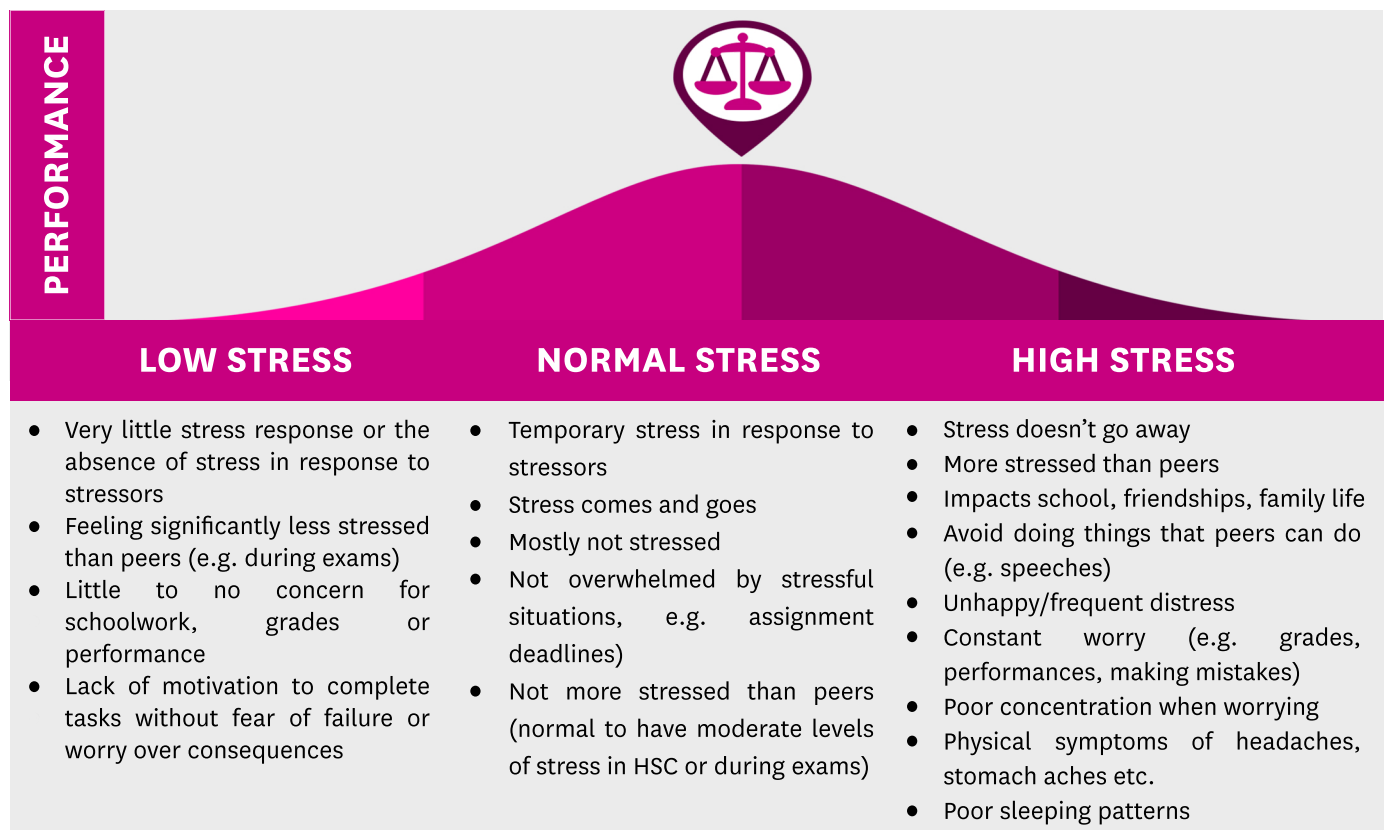 PERFORMANCE
LOW STRESS
NORMAL STRESS
HIGH STRESS
● Very little stress response or the
absence of stress in response to
stressors
● Feeling significantly less stressed
than peers (e.g. during exams)
● Little to no concern for
schoolwork, grades or
performance
● Lack of motivation to complete
tasks without fear of failure or
worry over consequences
● Temporary stress in response to
stressors
● Stress comes and goes
● Mostly not stressed
● Not overwhelmed by stressful
situations, e.g. assignment
deadlines)
● Not more stressed than peers
(normal to have moderate levels
of stress in HSC or during exams)
● Stress doesn’t go away
● More stressed than peers
● Impacts school, friendships, family life
● Avoid doing things that peers can do
(e.g. speeches)
● Unhappy/frequent distress
● Constant worry (e.g. grades,
performances, making mistakes)
● Poor concentration when worrying
● Physical symptoms of headaches,
stomach aches etc.
● Poor sleeping patterns